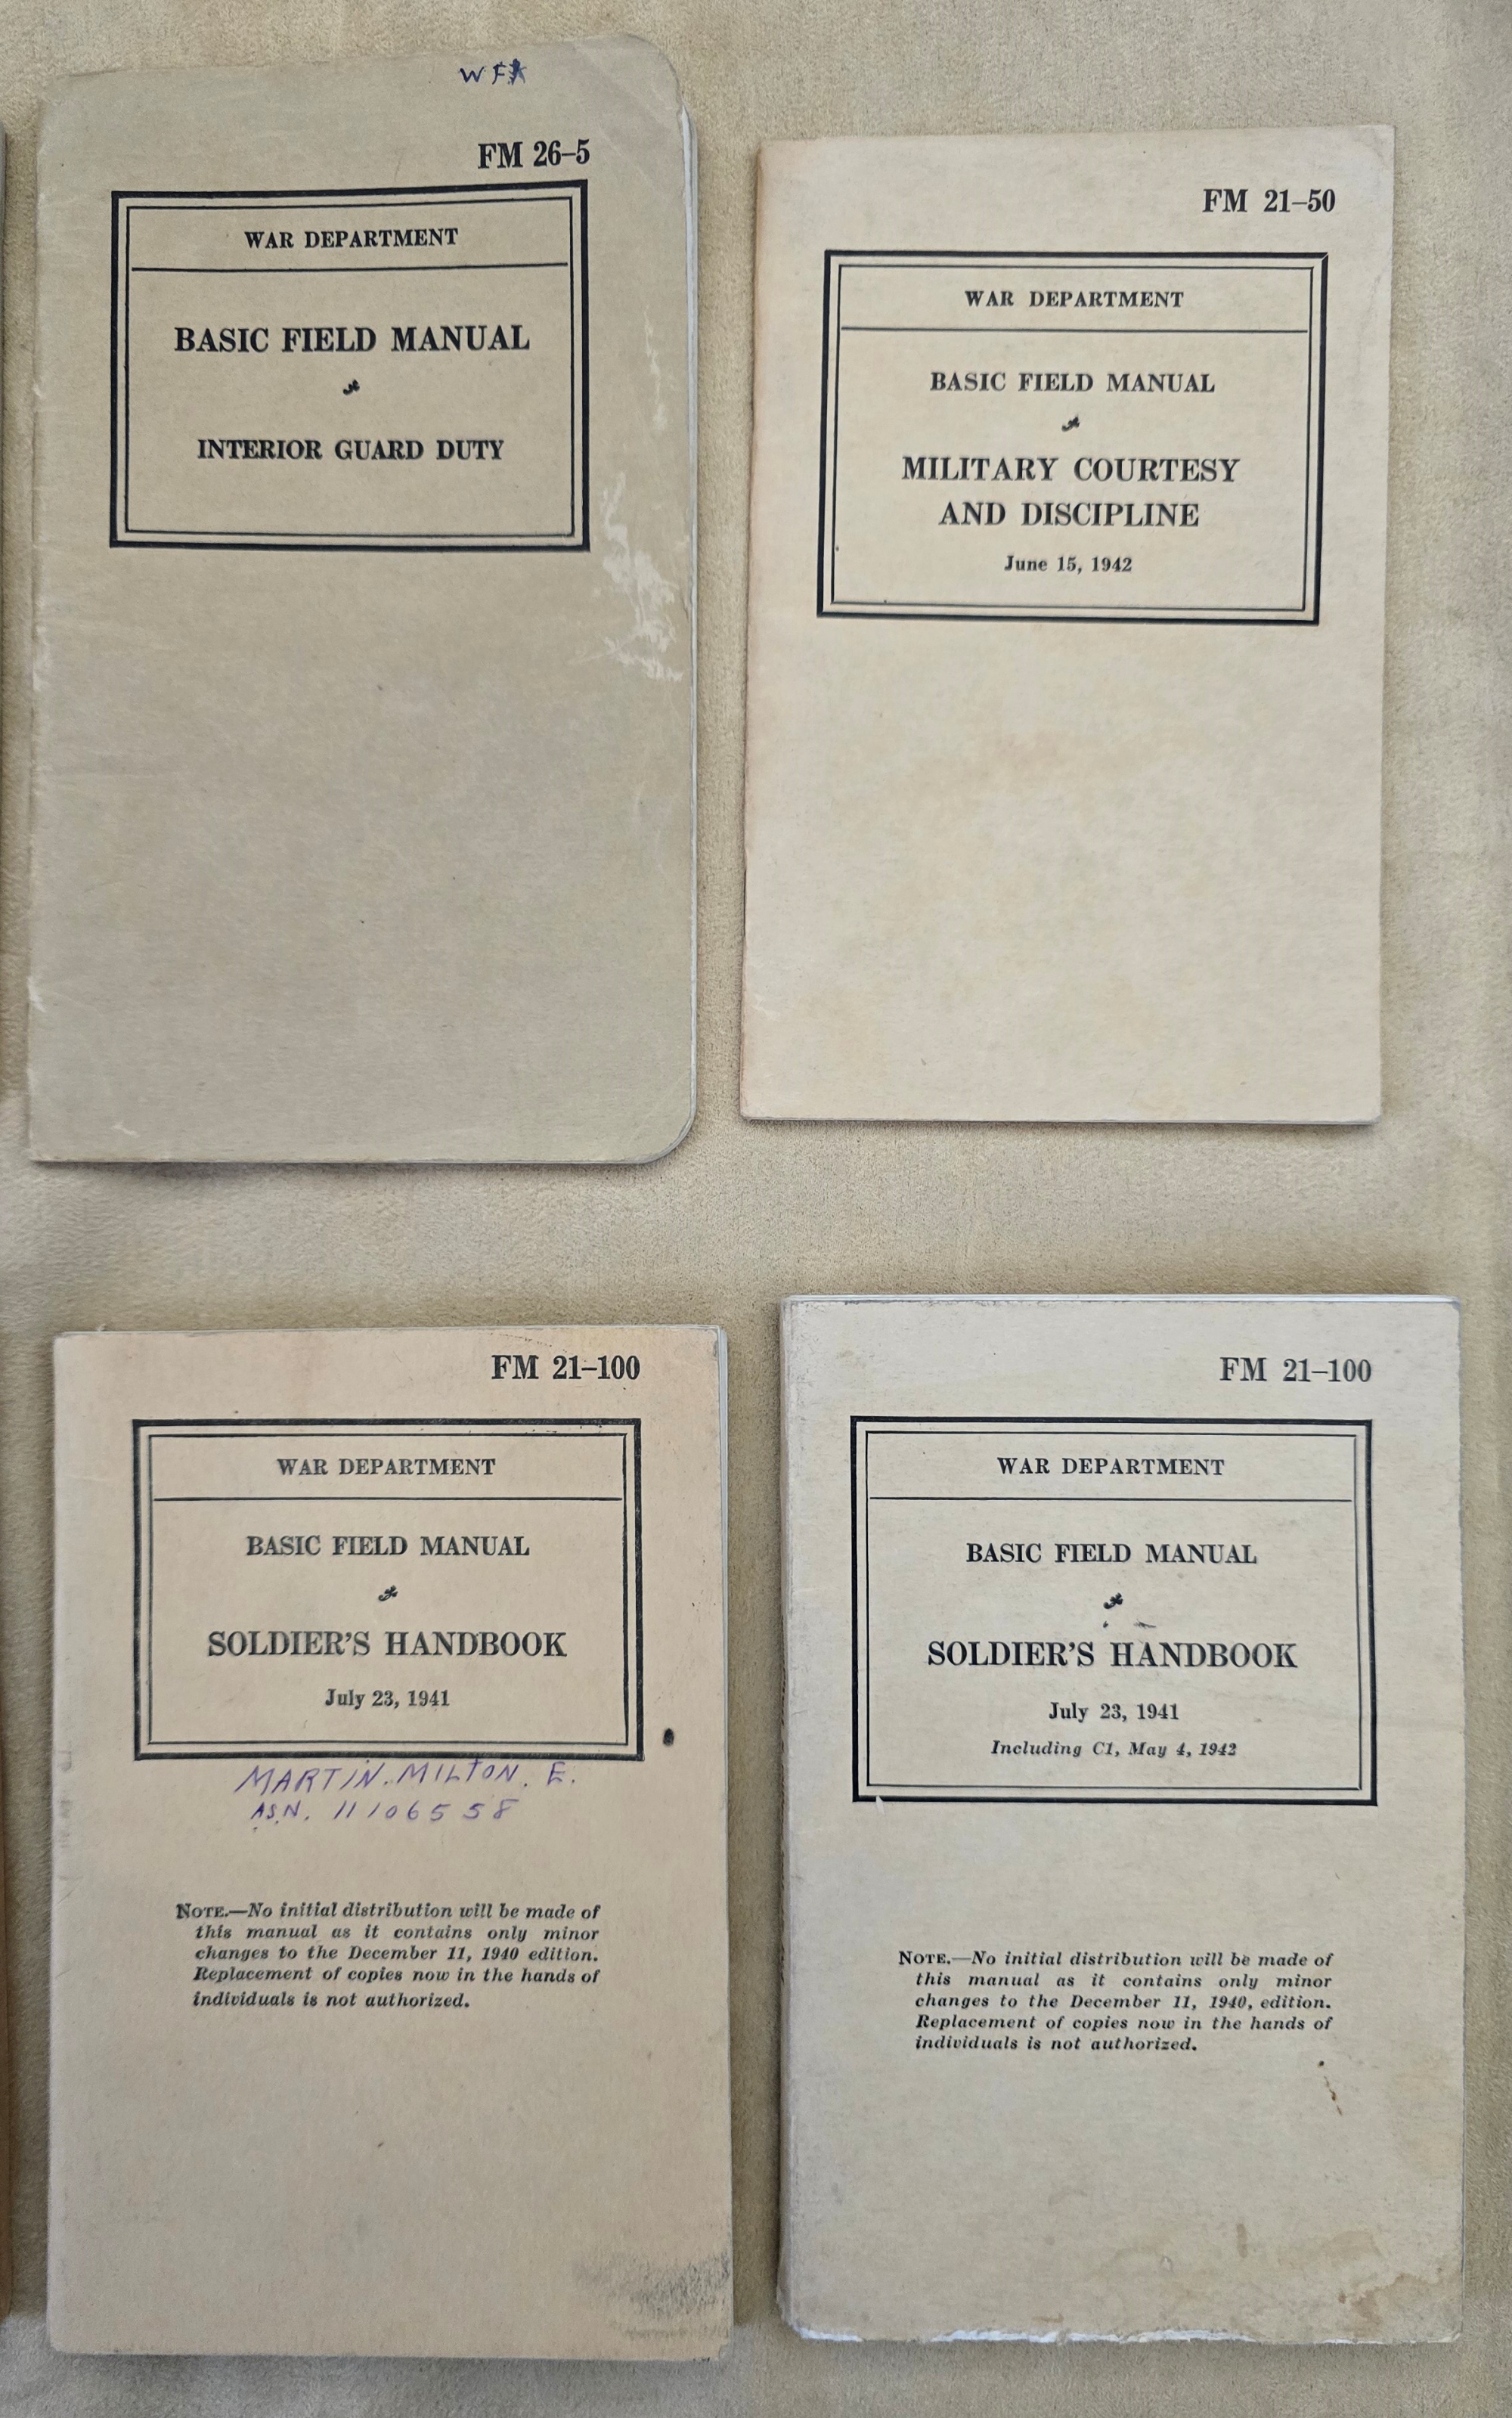 WFA
FM 26–5
WAR DEPARTMENT
BASIC FIELD MANUAL
INTERIOR GUARD DUTY
FM 21–50
WAR DEPARTMENT
BASIC FIELD MANUAL
MILITARY COURTESY
AND DISCIPLINE
June 15, 1942
FM 21–100
WAR DEPARTMENT
BASIC FIELD MANUAL
SOLDIER'S HANDBOOK
July 23, 1941
MARTIN. MILTON. E.
ASN. 11106558
NOTE.—No initial distribution will be made of
this manual as it contains only minor
changes to the December 11, 1940 edition.
Replacement of copies now in the hands of
individuals is not authorized.
FM 21–100
WAR DEPARTMENT
BASIC FIELD MANUAL
SOLDIER'S HANDBOOK
July 23, 1941
Including C1, May 4, 1942
NOTE.—No initial distribution will be made of
this manual as it contains only minor
changes to the December 11, 1940, edition.
Replacement of copies now in the hands of
individuals is not authorized.